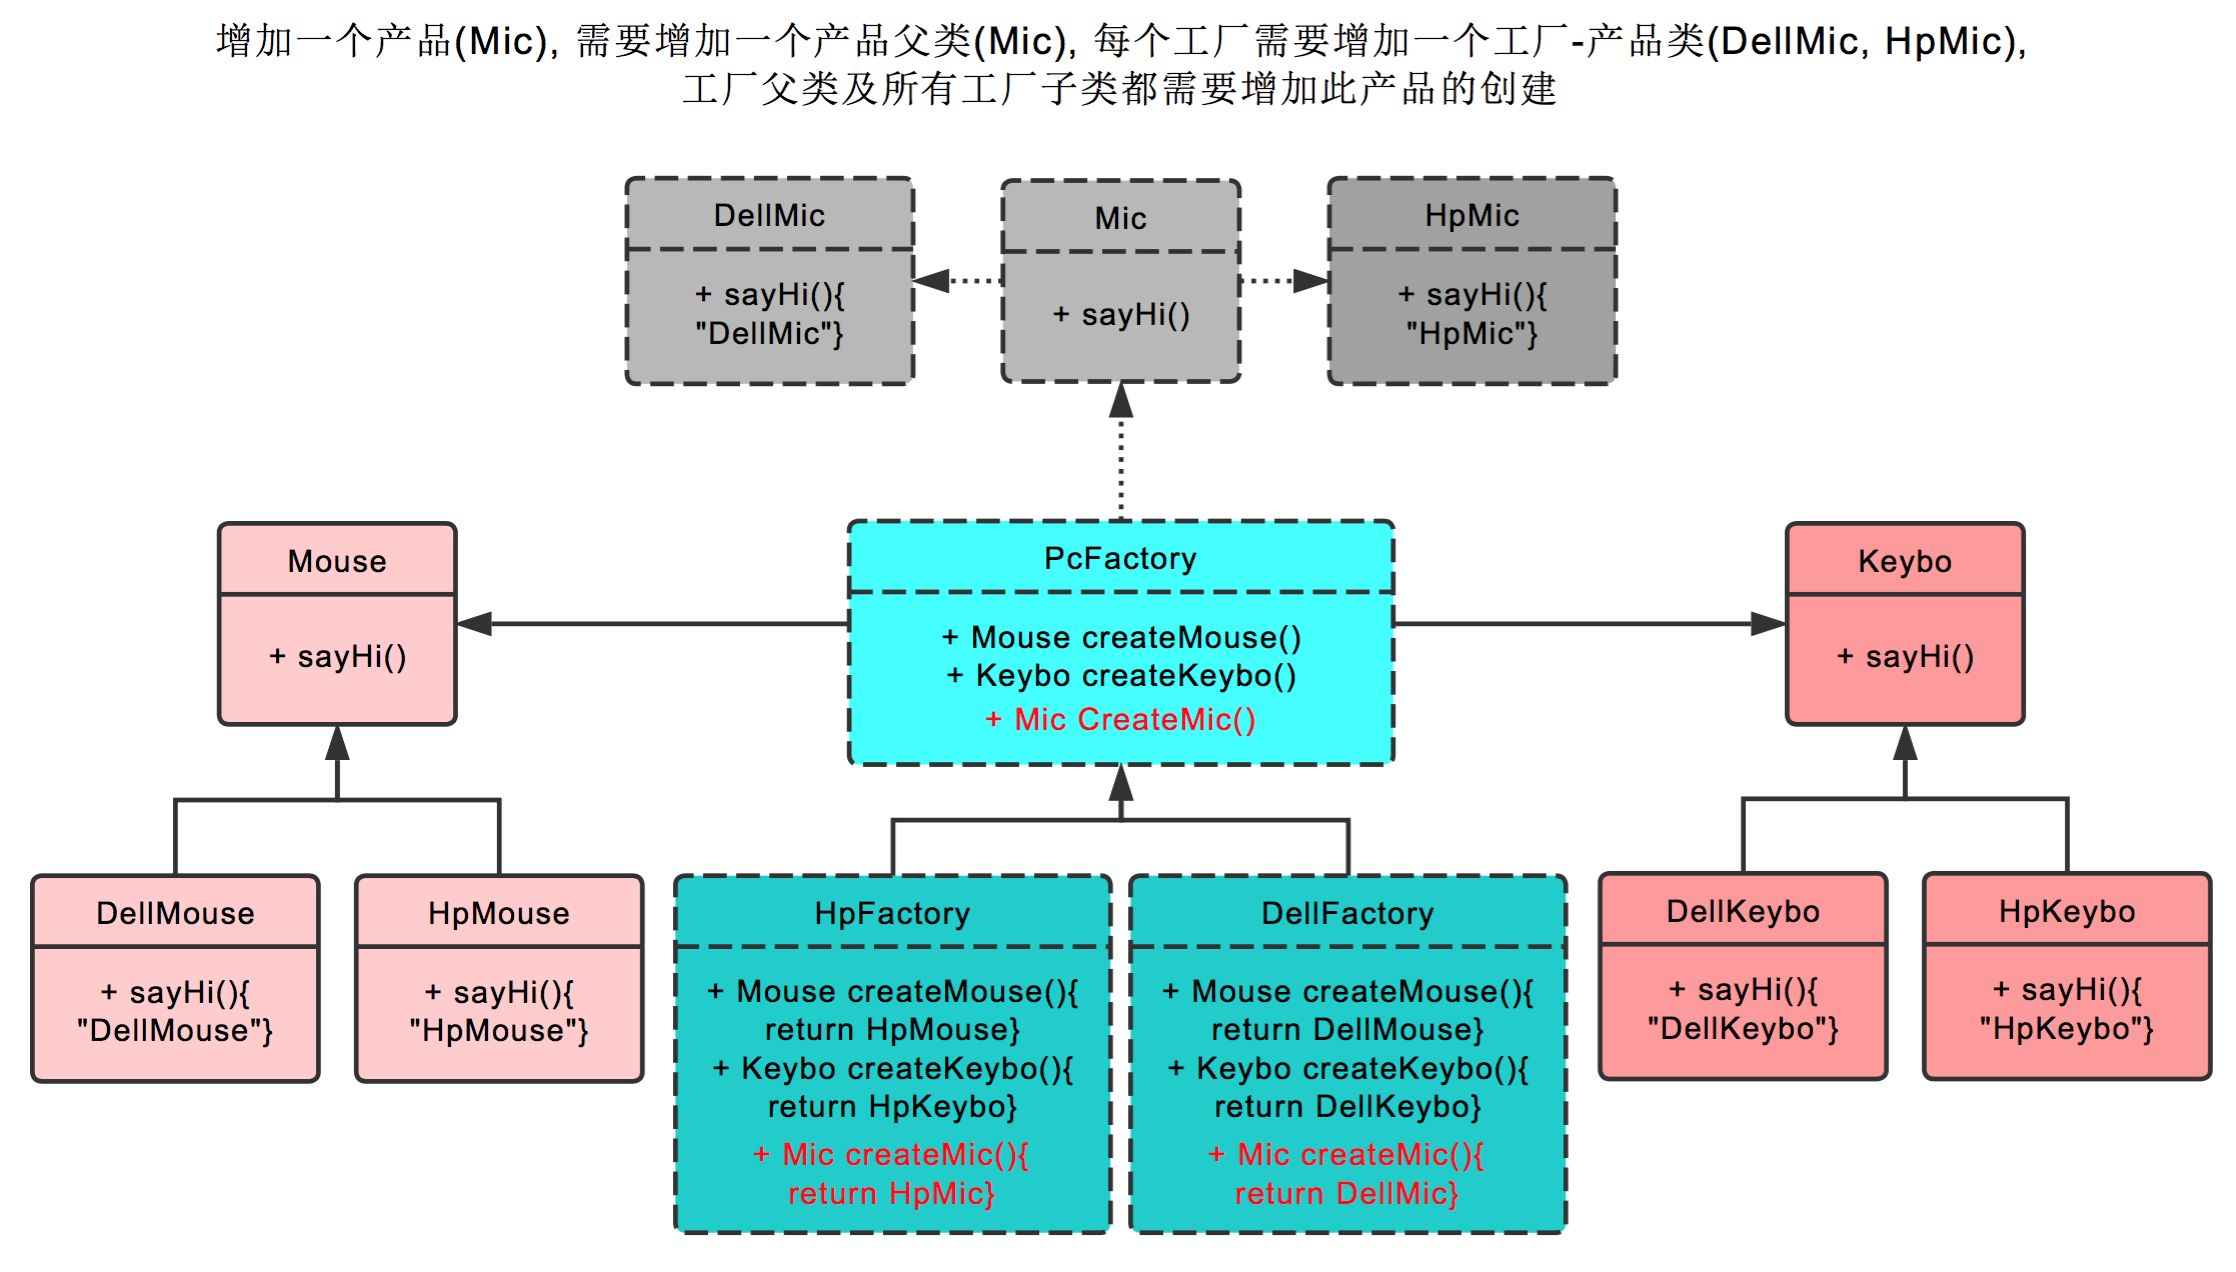 增加一个产品(Mic), 需要增加一个产品父类(Mic), 每个工厂需要增加一个工厂-产品类(DellMic, HpMic),
工厂父类及所有工厂子类都需要增加此产品的创建
DellMic
+ sayHi(){
"DellMic"}
Mic
+ sayHi()
HpMic
+ sayHi(){
"HpMic"}
Mouse
+ sayHi()
PcFactory
+ Mouse createMouse()
+ Keybo createKeybo()
+ Mic CreateMic()
Keybo
+ sayHi()
DellMouse
+ sayHi(){
"DellMouse"}
HpMouse
+ sayHi(){
"HpMouse"}
HpFactory
+ Mouse createMouse(){
return HpMouse}
+ Keybo createKeybo(){
return HpKeybo}
+ Mic createMic(){
return HpMic}
DellFactory
+ Mouse createMouse(){
return DellMouse}
+ Keybo createKeybo(){
return DellKeybo}
+ Mic createMic(){
return DellMic}
DellKeybo
+ sayHi(){
"DellKeybo"}
HpKeybo
+ sayHi(){
"HpKeybo"}